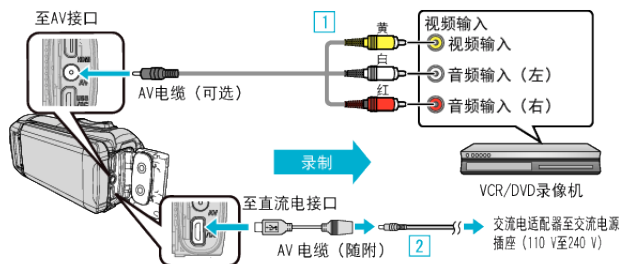 至AV接口
1
黄
视频输入
视频输入
白
音频输入（左）
AV电缆（可选）
红
音频输入（右）
录制
VCR/DVD录像机
至直流电接口
AV 电缆（随附）
2
交流电适配器至交流电源
插座（110 V至240 V）
HDMI
AV